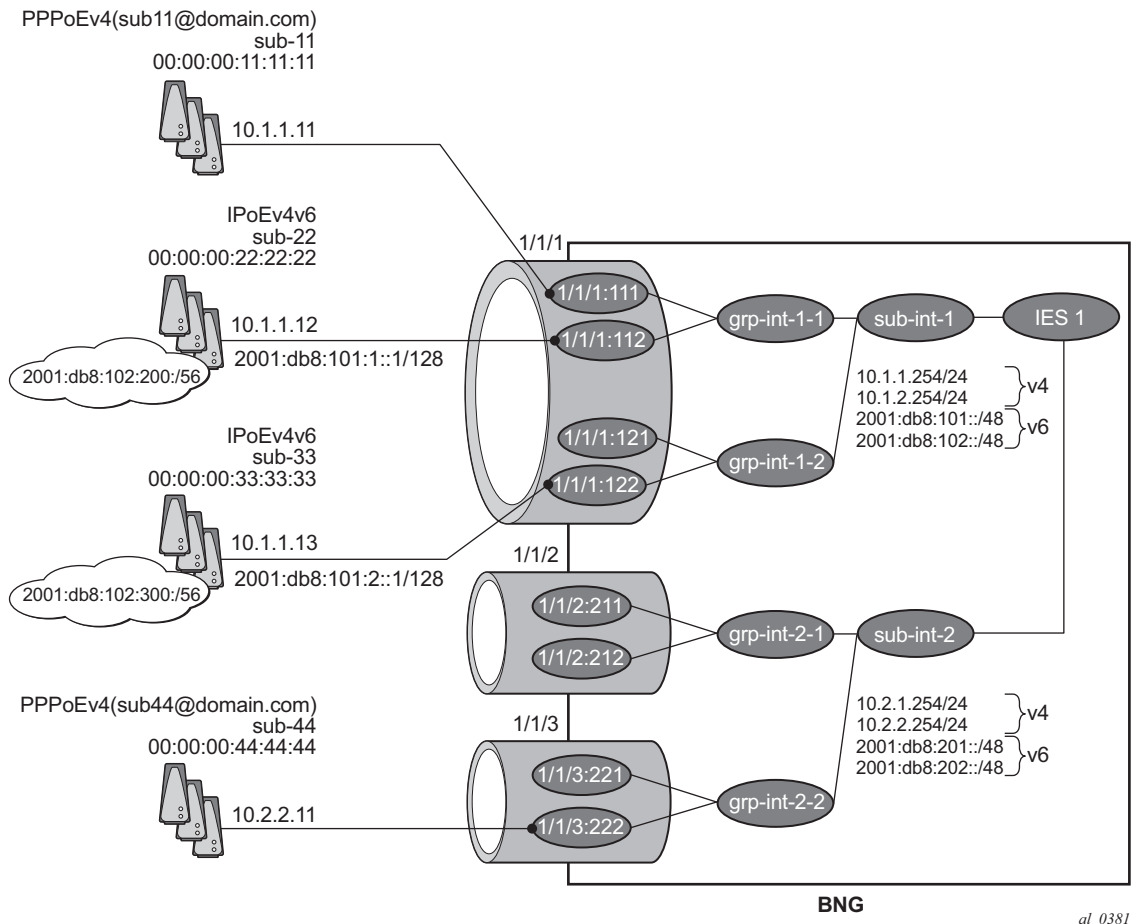 PPPoEv4(sub11@domain.com)
sub-11
00:00:00:11:11:11
10.1.1.11
IPoEv4v6
sub-22
00:00:00:22:22:22
10.1.1.12
2001:db8:101:1::1/128
2001:db8:102:200:/56
IPoEv4v6
sub-33
00:00:00:33:33:33
10.1.1.13
2001:db8:101:2::1/128
2001:db8:102:300:/56
PPPoEv4(sub44@domain.com)
sub-44
00:00:00:44:44:44
10.2.2.11
1/1/1
1/1/1:111
1/1/1:112
1/1/1:121
1/1/1:122
1/1/2
1/1/2:211
1/1/2:212
1/1/3
1/1/3:221
1/1/3:222
grp-int-1-1
grp-int-1-2
grp-int-2-1
grp-int-2-2
sub-int-1
IES 1
10.1.1.254/24
10.1.2.254/24
v4
2001:db8:101::/48
2001:db8:102::/48
v6
sub-int-2
10.2.1.254/24
10.2.2.254/24
v4
2001:db8:201::/48
2001:db8:202::/48
v6
BNG
al_0381